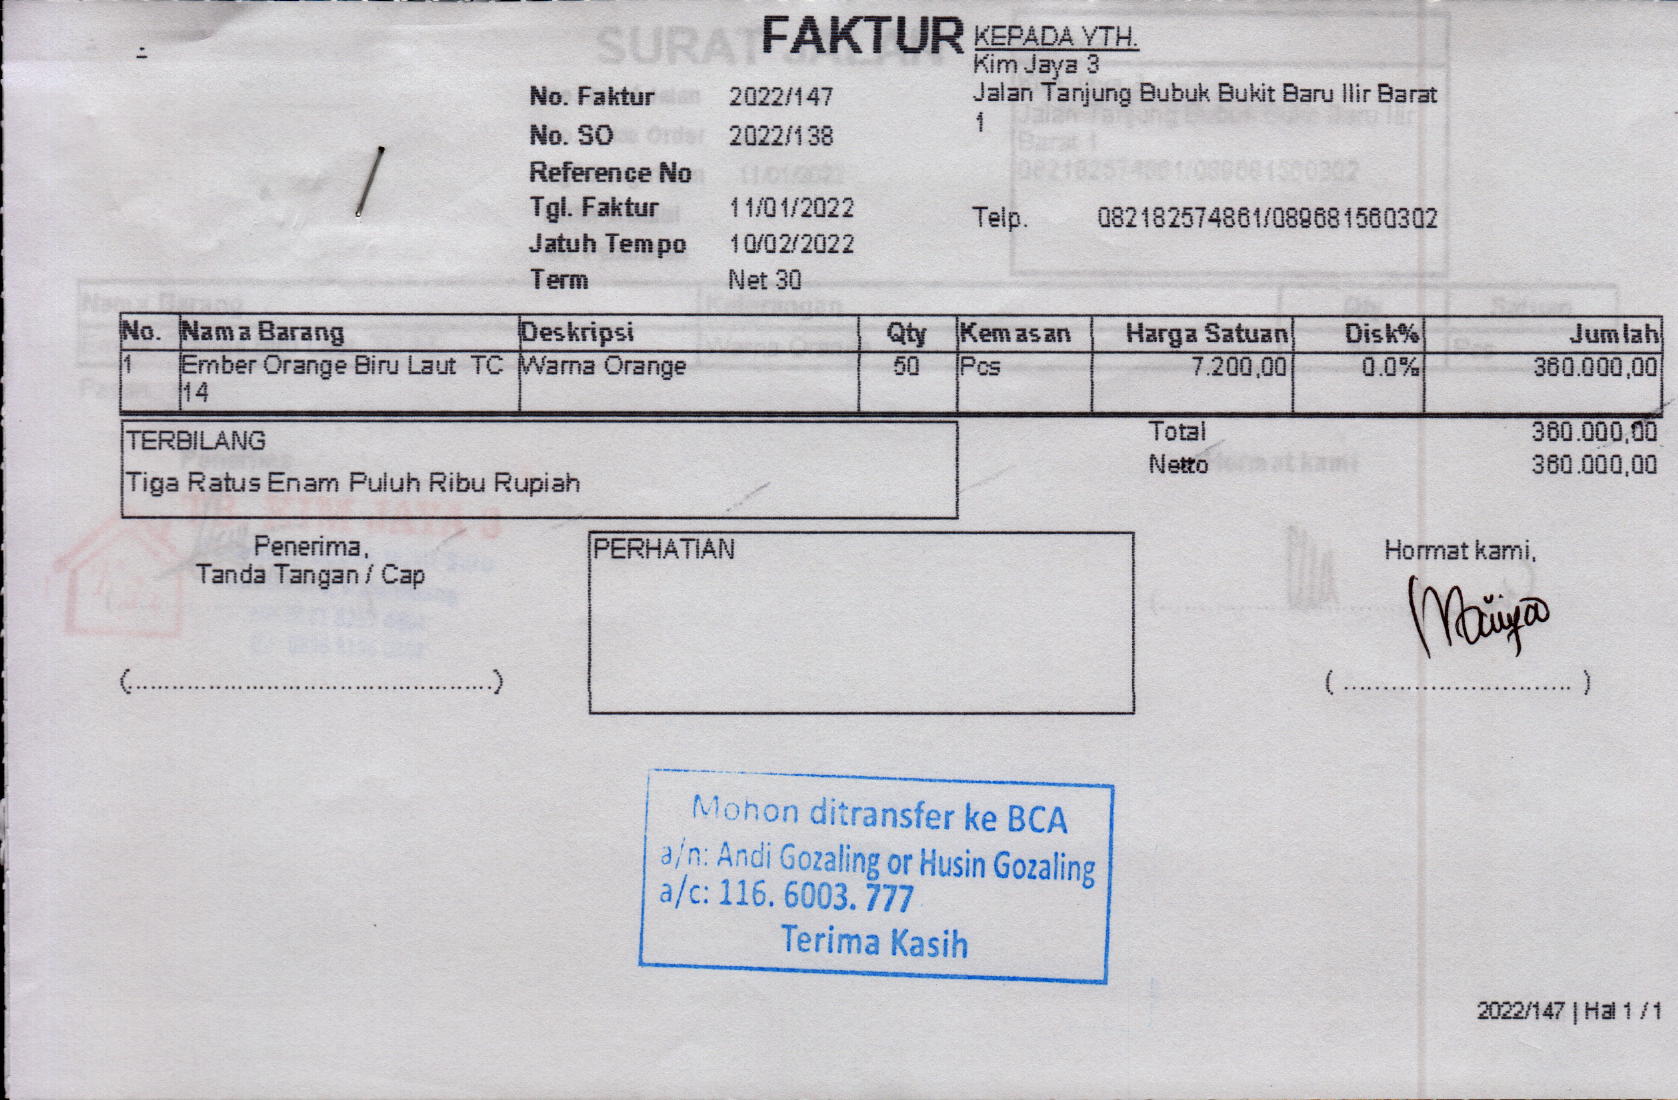 FAKTUR
KEPADA YTH.
Kim Jaya 3
Jalan Tanjung Bubuk Bukit Baru Ilir Barat
1
Telp. 082182574861/089681560302
No. Faktur 2022/147
No. SO 2022/138
Reference No
Tgl. Faktur 11/01/2022
Jatuh Tempo 10/02/2022
Term Net 30
No. Nama Barang Deskripsi Qty Kemasan Harga Satuan Disk% Jumlah
1 Ember Orange Biru Laut TC Warna Orange 50 Pcs 7.200,00 0.0% 360.000,00
14
TERBILANG
Tiga Ratus Enam Puluh Ribu Rupiah
Total 360.000,00
Netto 360.000,00
Penerima,
Tanda Tangan / Cap
(..............................................)
PERHATIAN
Hormat kami,
( ............................. )
Mohon ditransfer ke BCA
a/n: Andi Gozaling or Husin Gozaling
a/c: 116. 6003. 777
Terima Kasih
2022/147 | Hal 1 / 1